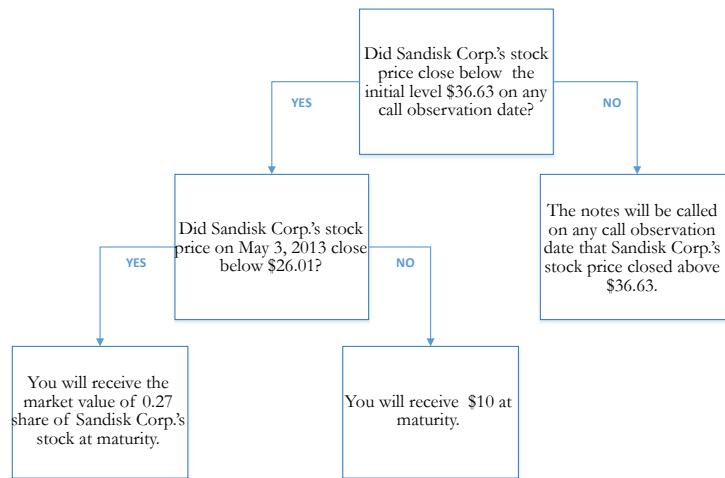 Did Sandisk Corp.'s stock
price close below the
initial level $36.63 on any
call observation date?
YES
NO
Did Sandisk Corp.'s stock
price on May 3, 2013 close
below $26.01?
The notes will be called
on any call observation
date that Sandisk Corp.'s
stock price closed above
$36.63.
YES
NO
You will receive the
market value of 0.27
share of Sandisk Corp.'s
stock at maturity.
You will receive $10 at
maturity.